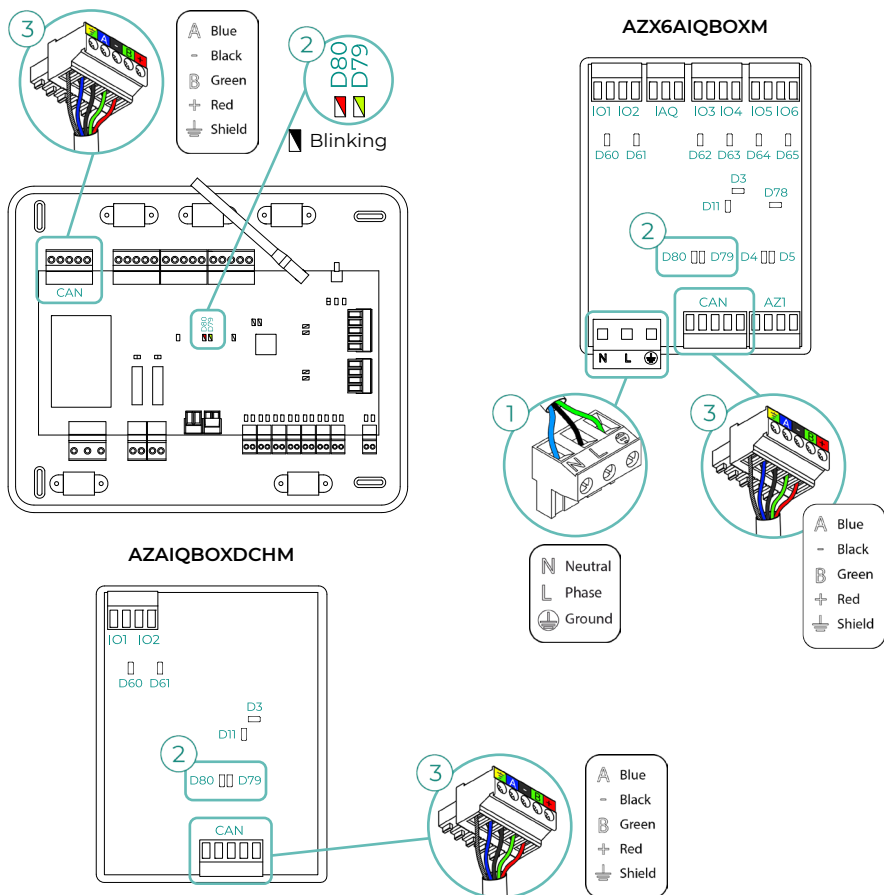 3
A Blue
- Black
B Green
+ Red
Shield
A - B +
2
D80
D79
Blinking
CAN
D80
D79
AZX6AIQBOXM
IO1 IO2 IAQ IO3 IO4 IO5 IO6
D60 D61 D62 D63 D64 D65
D3
D11
D78
2
D80 D79 D4 D5
CAN AZ1
N L
1
N L
N Neutral
L Phase
Ground
3
A - B +
A Blue
- Black
B Green
+ Red
Shield
AZAIQBOXDCHM
IO1 IO2
D60 D61
D3
D11
2
D80 D79
CAN
3
A - B +
A Blue
- Black
B Green
+ Red
Shield